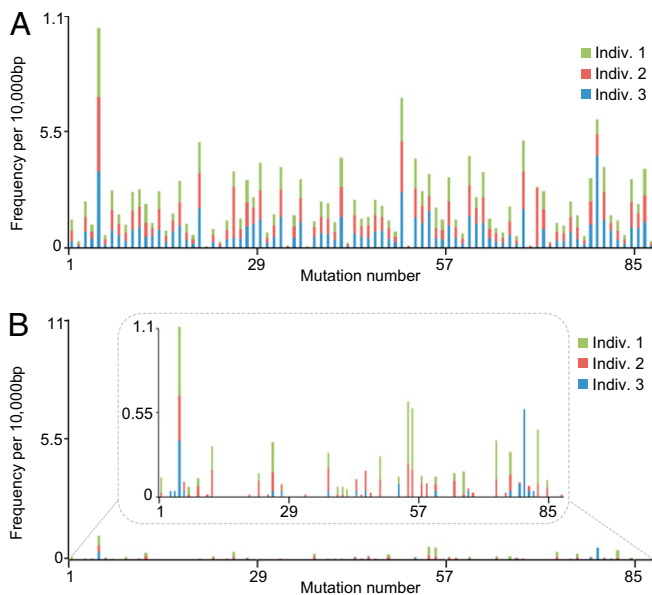 A
Frequency per 10,000bp
1.1
5.5
0
1
29
57
85
Mutation number
Indiv. 1
Indiv. 2
Indiv. 3
B
Frequency per 10,000bp
11
5.5
0
1
29
57
85
Mutation number
1.1
0.55
0
1
29
57
85
Indiv. 1
Indiv. 2
Indiv. 3